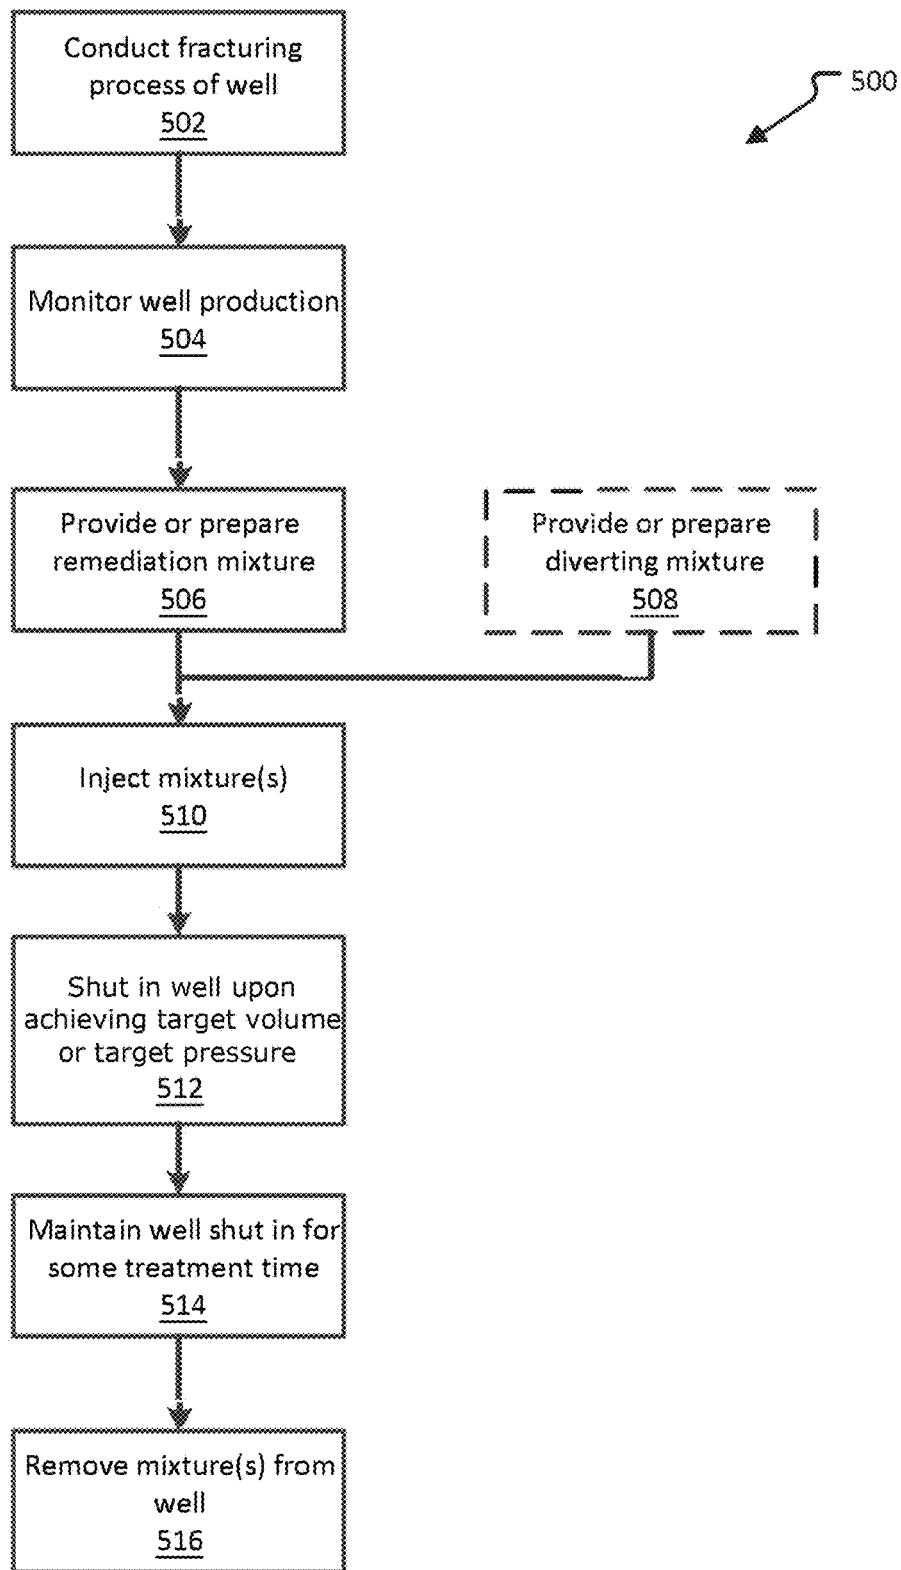 Conduct fracturing
process of well
502
500
Monitor well production
504
Provide or prepare
remediation mixture
506
Provide or prepare
diverting mixture
508
Inject mixture(s)
510
Shut in well upon
achieving target volume
or target pressure
512
Maintain well shut in for
some treatment time
514
Remove mixture(s) from
well
516